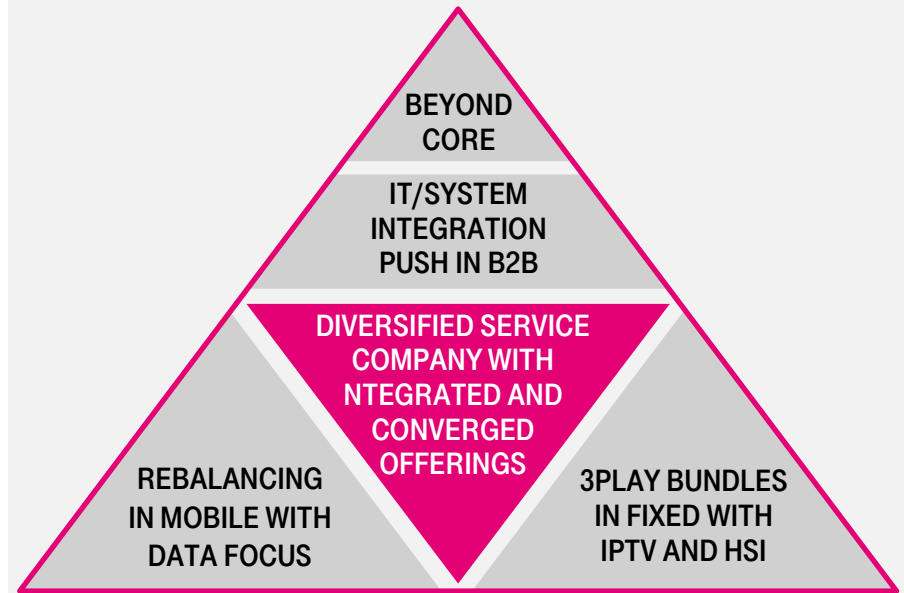 BEYOND
CORE
IT/SYSTEM
INTEGRATION
PUSH IN B2B
DIVERSIFIED SERVICE
COMPANY WITH
NTEGRATED AND
CONVERGED
OFFERINGS
REBALANCING
IN MOBILE WITH
DATA FOCUS
3PLAY BUNDLES
IN FIXED WITH
IPTV AND HSI